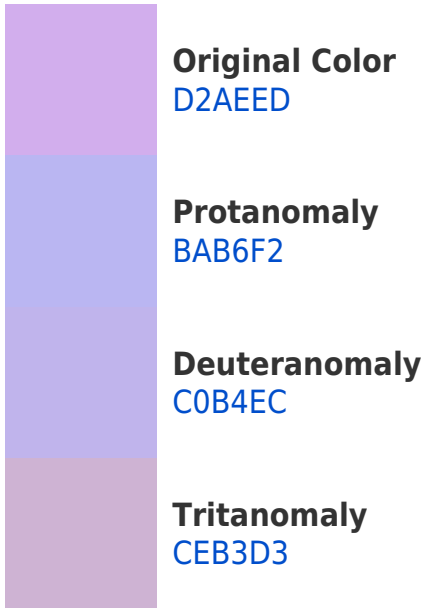 Original Color
D2AEED
Protanomaly
BAB6F2
Deuteranomaly
C0B4EC
Tritanomaly
CEB3D3